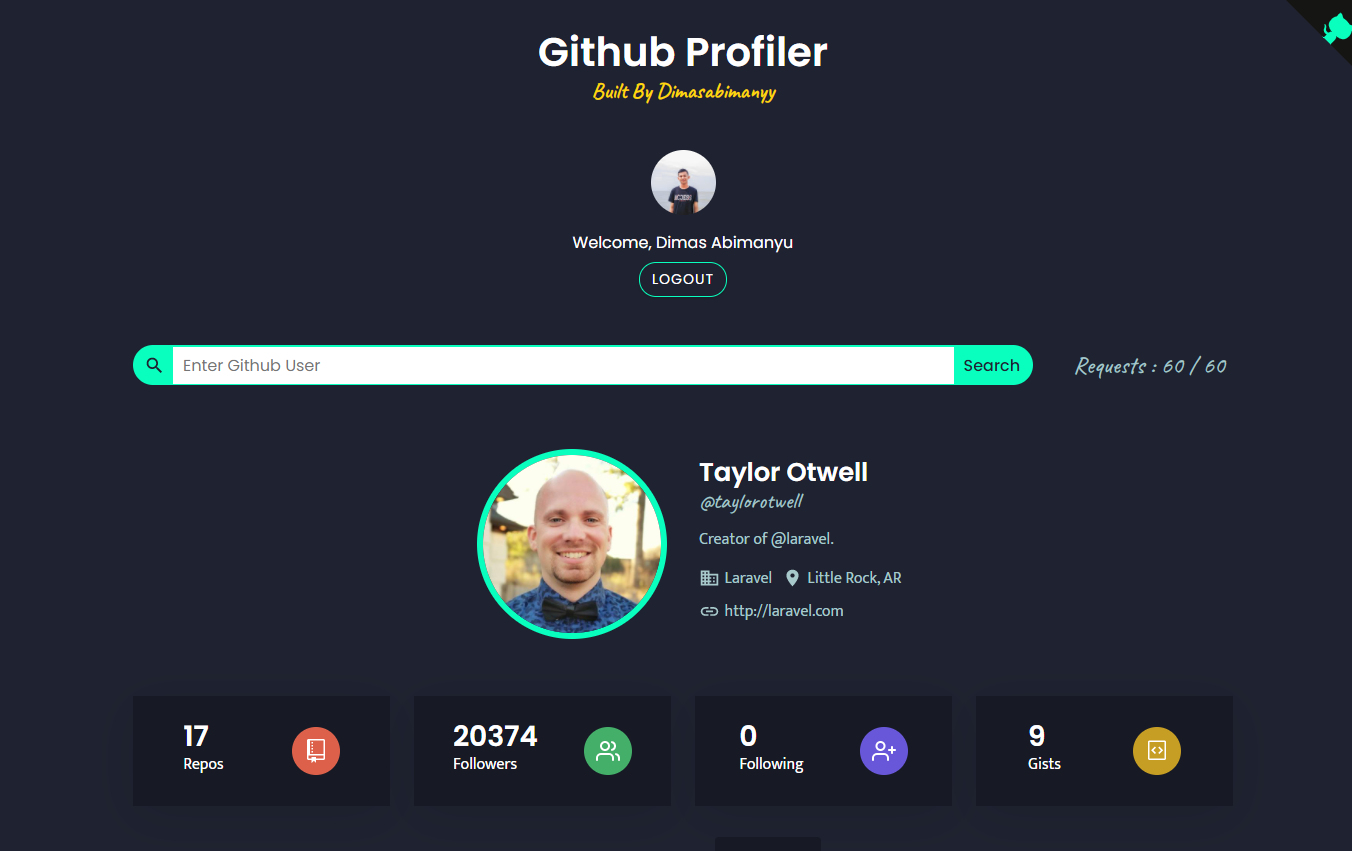 Github Profiler
Built By Dimasabimanyy
Welcome, Dimas Abimanyu
LOGOUT
Enter Github User Search Requests : 60 / 60
Taylor Otwell
@taylorotwell
Creator of @laravel.
Laravel Little Rock, AR
http://laravel.com
17 20374 0 9
Repos Followers Following Gists